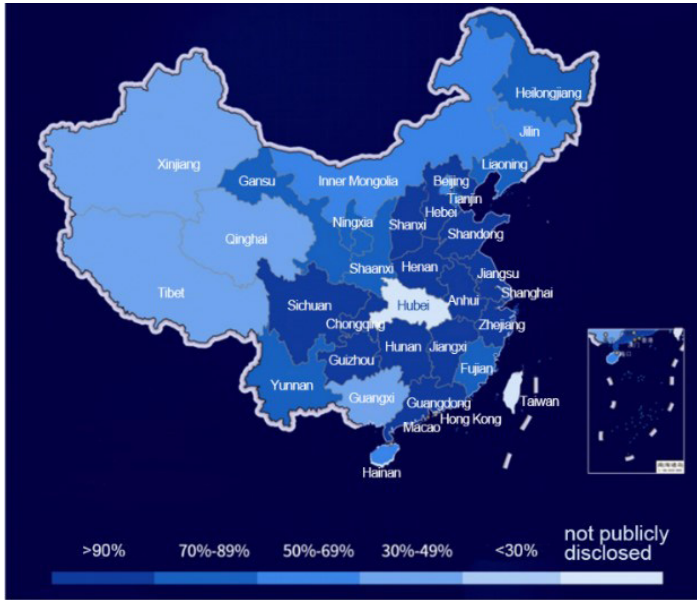 Heilongjiang
Jilin
Xinjiang
Gansu
Inner Mongolia
Beijing
Liaoning
Tianjin
Ningxia
Shanxi
Hebei
Qinghai
Shandong
Shaanxi
Henan
Tibet
Jiangsu
Sichuan
Hubei
Anhui
Shanghai
Chongqing
Zhejiang
Hunan
Jiangxi
Guizhou
Fujian
Yunnan
Guangxi
Guangdong
Taiwan
Hong Kong
Macao
Hainan
>90%
70%-89%
50%-69%
30%-49%
<30%
not publicly
disclosed